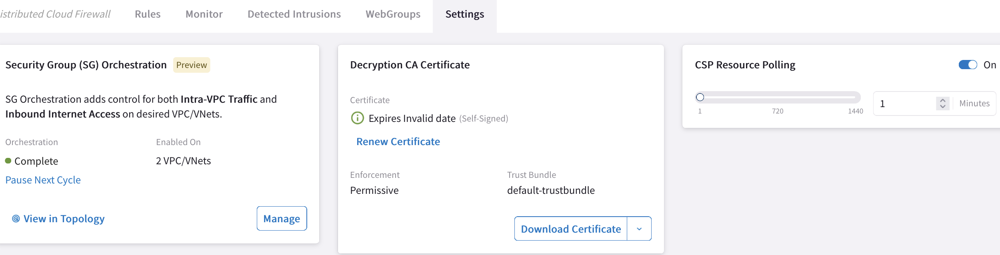 istributed Cloud Firewall Rules Monitor Detected Intrusions WebGroups Settings
Security Group (SG) Orchestration Preview
SG Orchestration adds control for both Intra-VPC Traffic and
Inbound Internet Access on desired VPC/VNets.
Orchestration Enabled On
Complete 2 VPC/VNets
Pause Next Cycle
View in Topology Manage
Decryption CA Certificate
Certificate
Expires Invalid date (Self-Signed)
Renew Certificate
Enforcement Trust Bundle
Permissive default-trustbundle
Download Certificate
CSP Resource Polling On
1 Minutes
1 720 1440